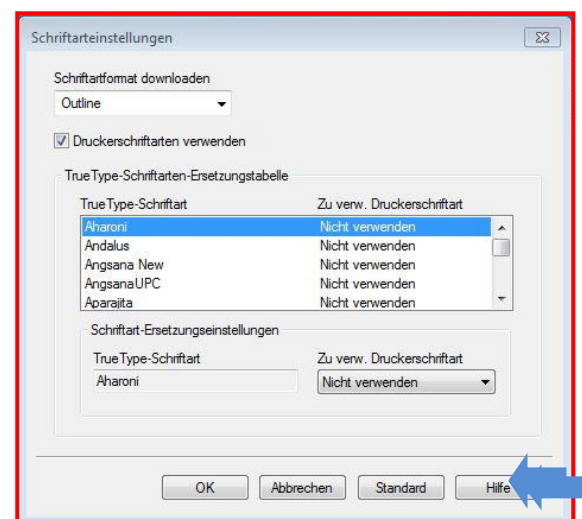 Schriftarteinstellungen
Schriftartformat downloaden
Outline
Druckerschriftarten verwenden
TrueType-Schriftarten-Ersetzungstabelle
TrueType-Schriftart Zu verw. Druckerschriftart
Aharoni Nicht verwenden
Andalus Nicht verwenden
Angsana New Nicht verwenden
AngsanaUPC Nicht verwenden
Aparajita Nicht verwenden
Schriftart-Ersetzungseinstellungen
TrueType-Schriftart Zu verw. Druckerschriftart
Aharoni Nicht verwenden
OK Abbrechen Standard Hilfe